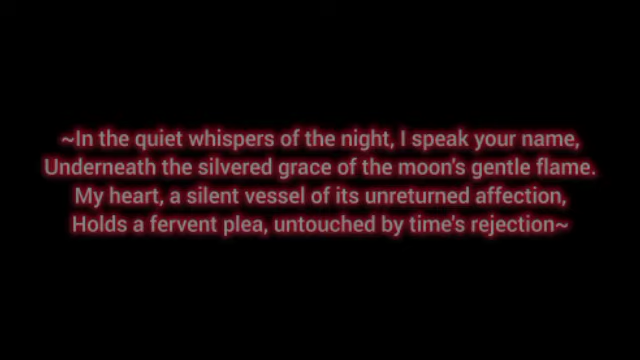 ~In the quiet whispers of the night, I speak your name,
Underneath the silvered grace of the moon's gentle flame.
My heart, a silent vessel of its unreturned affection,
Holds a fervent plea, untouched by time's rejection~